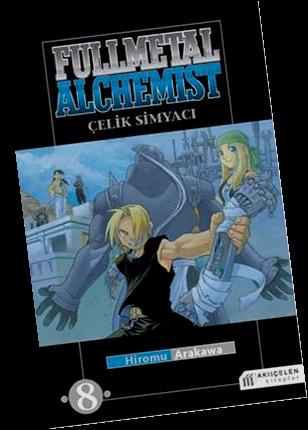 FULLMETAL
ALCHEMIST
ÇELİK SİMYACI
Hiromu Arakawa
8
AKILÇELEN
kitaplar